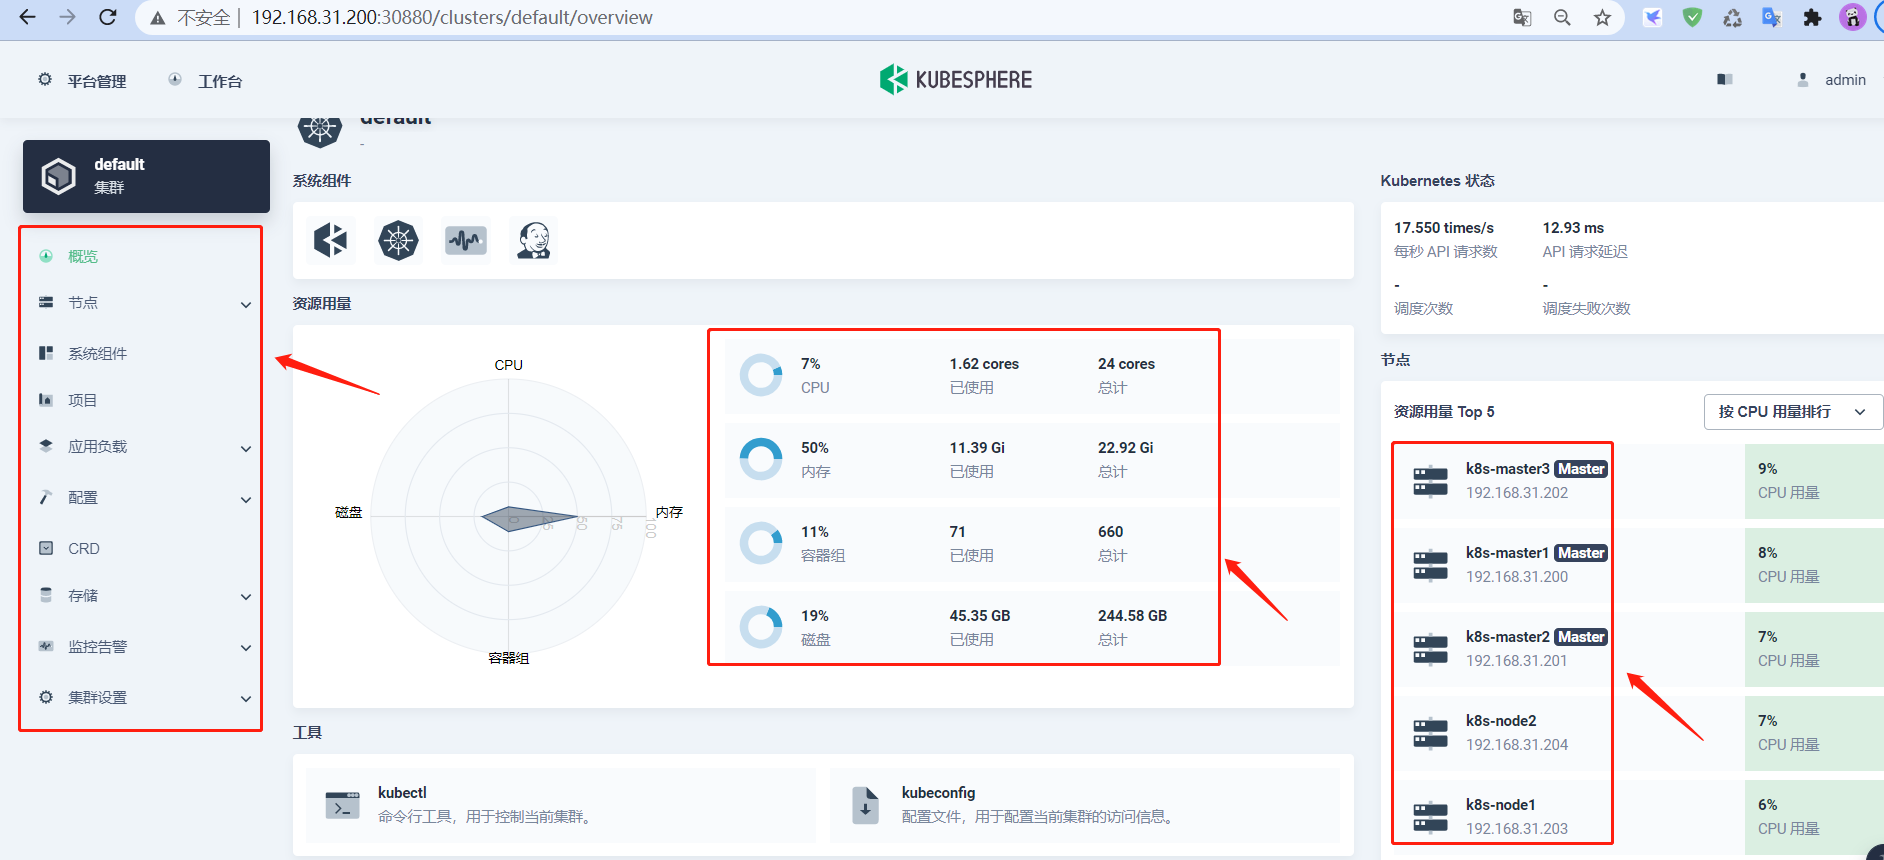 不安全 | 192.168.31.200:30880/clusters/default/overview
平台管理
工作台
KUBESPHERE
admin
default
-
default
集群
概览
节点
系统组件
项目
应用负载
配置
CRD
存储
监控告警
集群设置
系统组件
资源用量
CPU
内存
容器组
磁盘
0
25
50
75
100
7%
CPU
1.62 cores
已使用
24 cores
总计
50%
内存
11.39 Gi
已使用
22.92 Gi
总计
11%
容器组
71
已使用
660
总计
19%
磁盘
45.35 GB
已使用
244.58 GB
总计
工具
kubectl
命令行工具，用于控制当前集群。
kubeconfig
配置文件，用于配置当前集群的访问信息。
Kubernetes 状态
17.550 times/s
每秒 API 请求数
12.93 ms
API 请求延迟
-
调度次数
-
调度失败次数
节点
资源用量 Top 5
按 CPU 用量排行
k8s-master3 Master
192.168.31.202
9%
CPU 用量
k8s-master1 Master
192.168.31.200
8%
CPU 用量
k8s-master2 Master
192.168.31.201
7%
CPU 用量
k8s-node2
192.168.31.204
7%
CPU 用量
k8s-node1
192.168.31.203
6%
CPU 用量